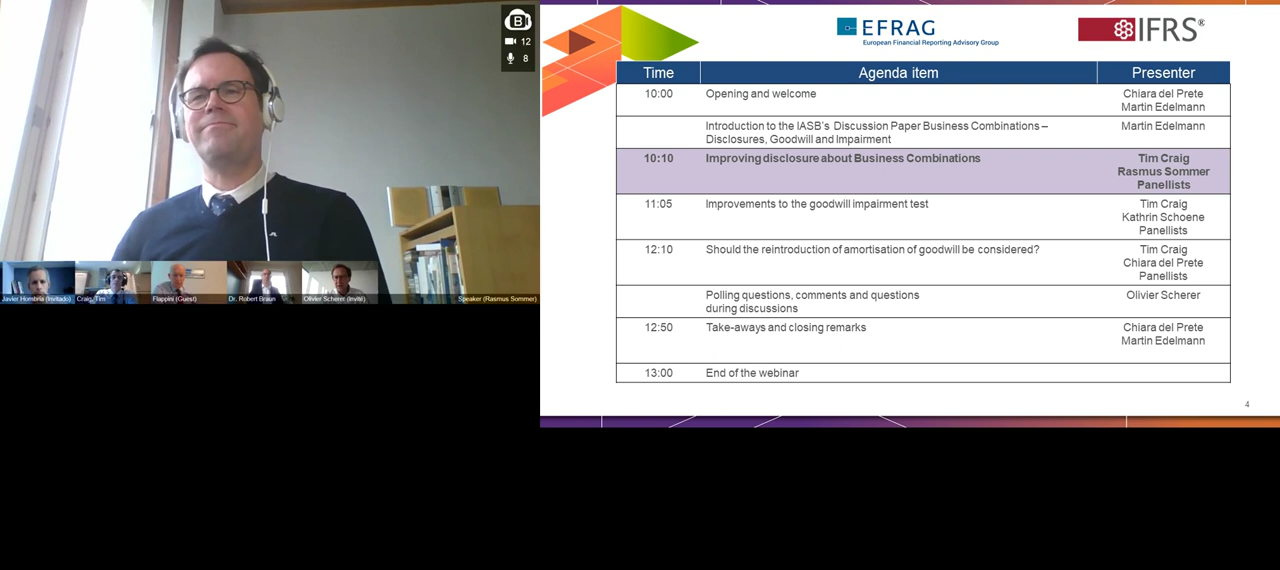 B
12
8
Javier Hombria (Invitado)
Craig, Tim
Flappini (Guest)
Dr. Robert Braun
Olivier Scherer (Invité)
Speaker (Rasmus Sommer)
EFRAG
European Financial Reporting Advisory Group
IFRS®
Time
Agenda item
Presenter
10:00
Opening and welcome
Chiara del Prete
Martin Edelmann
Introduction to the IASB's Discussion Paper Business Combinations –
Disclosures, Goodwill and Impairment
Martin Edelmann
10:10
Improving disclosure about Business Combinations
Tim Craig
Rasmus Sommer
Panellists
11:05
Improvements to the goodwill impairment test
Tim Craig
Kathrin Schoene
Panellists
12:10
Should the reintroduction of amortisation of goodwill be considered?
Tim Craig
Chiara del Prete
Panellists
Polling questions, comments and questions
during discussions
Olivier Scherer
12:50
Take-aways and closing remarks
Chiara del Prete
Martin Edelmann
13:00
End of the webinar
4